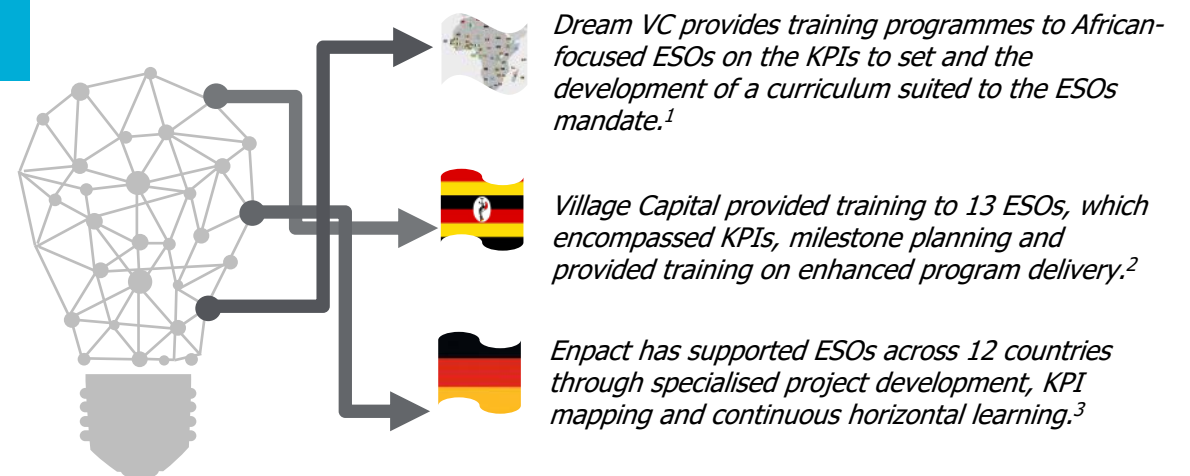 Dream VC provides training programmes to African-
focused ESOs on the KPIs to set and the
development of a curriculum suited to the ESOs
mandate.1
Village Capital provided training to 13 ESOs, which
encompassed KPIs, milestone planning and
provided training on enhanced program delivery.2
Enpact has supported ESOs across 12 countries
through specialised project development, KPI
mapping and continuous horizontal learning.3